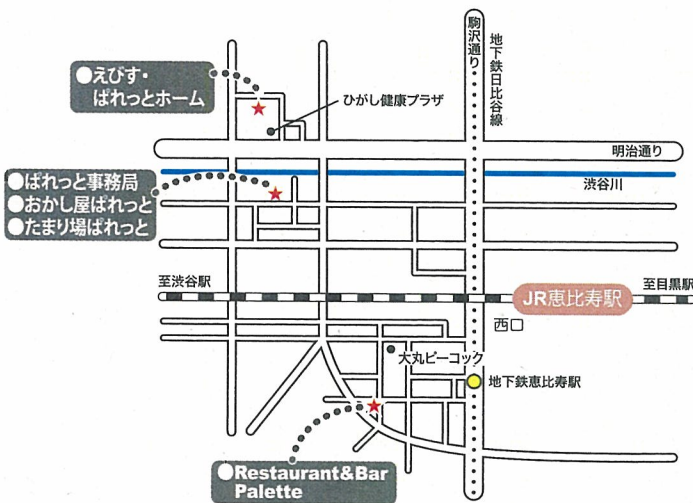 ●えびす・
ぱれっとホーム
ひがし健康プラザ
駒沢通り
地下鉄日比谷線
明治通り
渋谷川
●ぱれっと事務局
●おかし屋ぱれっと
●たまり場ぱれっと
至渋谷駅
JR恵比寿駅
至目黒駅
西口
大丸ピーコック
地下鉄恵比寿駅
●Restaurant&Bar
Palette